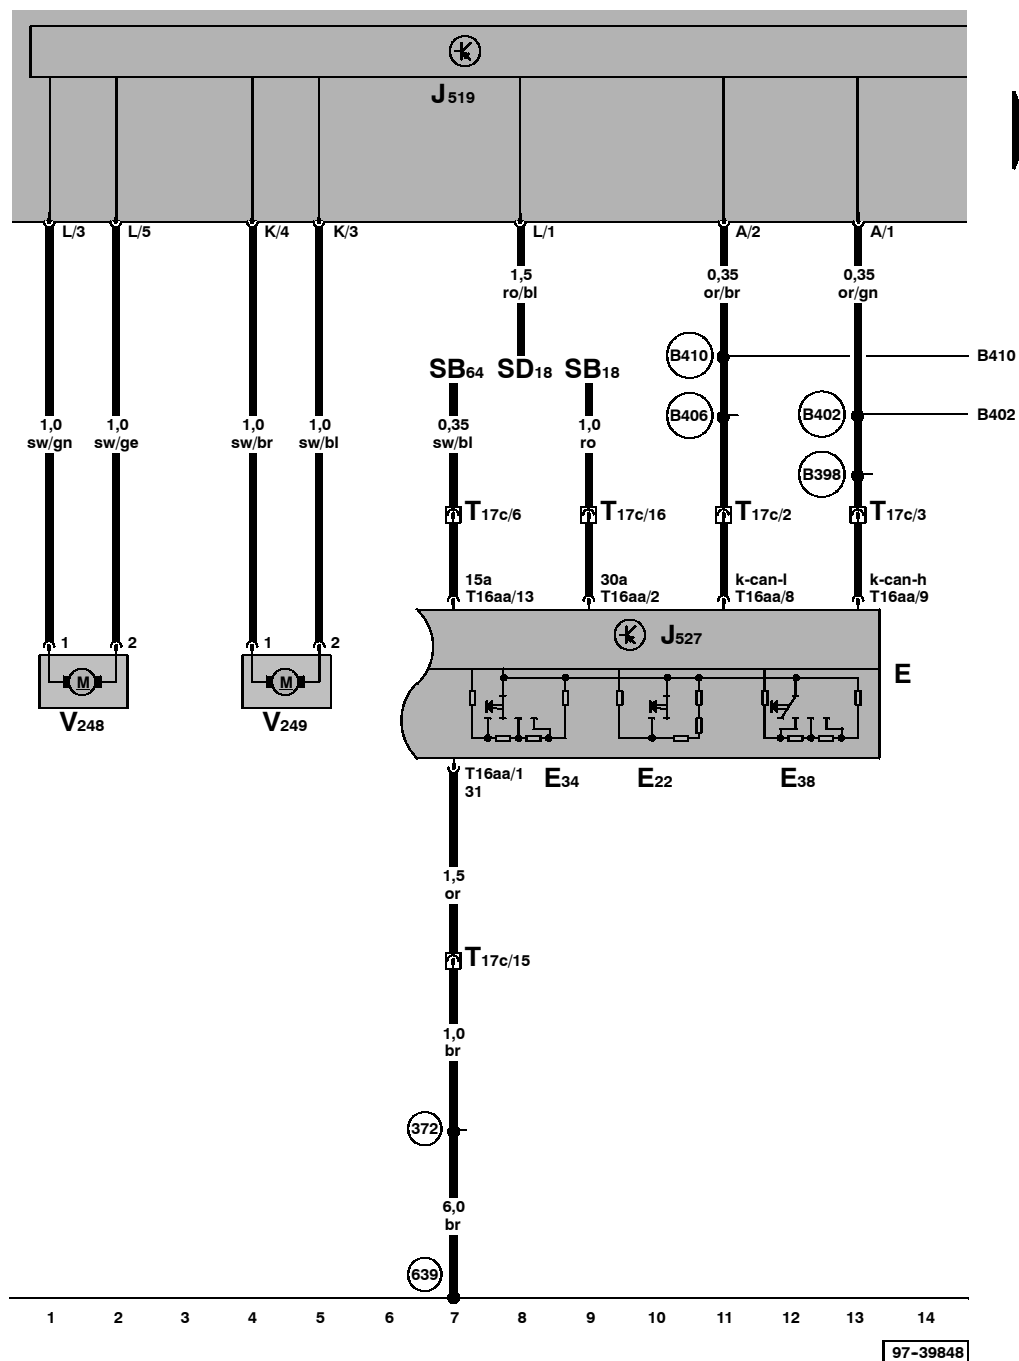 J519
L/3 L/5 K/4 K/3 L/1 A/2 A/1
1,5 0,35 0,35
ro/bl or/br or/gn
B410 B410
SB64 SD18 SB18
B406 B402 B402
1,0 1,0 1,0 1,0 0,35 1,0
sw/gn sw/ge sw/br sw/bl sw/bl ro
B398
T17c/6 T17c/16 T17c/2 T17c/3
15a 30a k-can-l k-can-h
T16aa/13 T16aa/2 T16aa/8 T16aa/9
J527
1 2 1 2
E
M M
V248 V249
T16aa/1
31
E34 E22 E38
1,5
or
T17c/15
1,0
br
372
6,0
br
639
1 2 3 4 5 6 7 8 9 10 11 12 13 14
97-39848